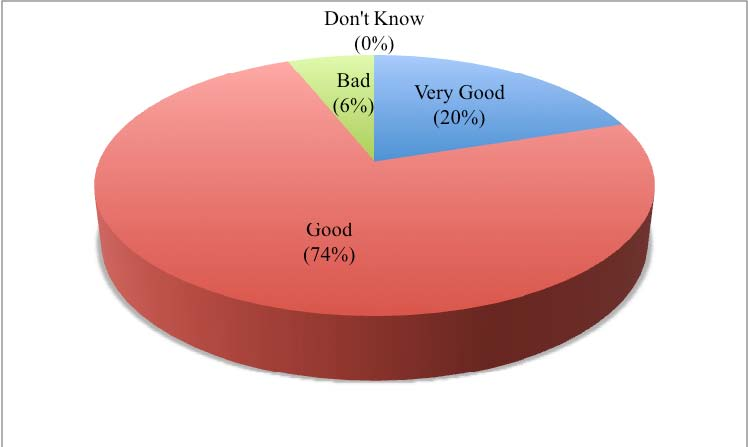 Don't Know
(0%)
Bad
(6%)
Very Good
(20%)
Good
(74%)